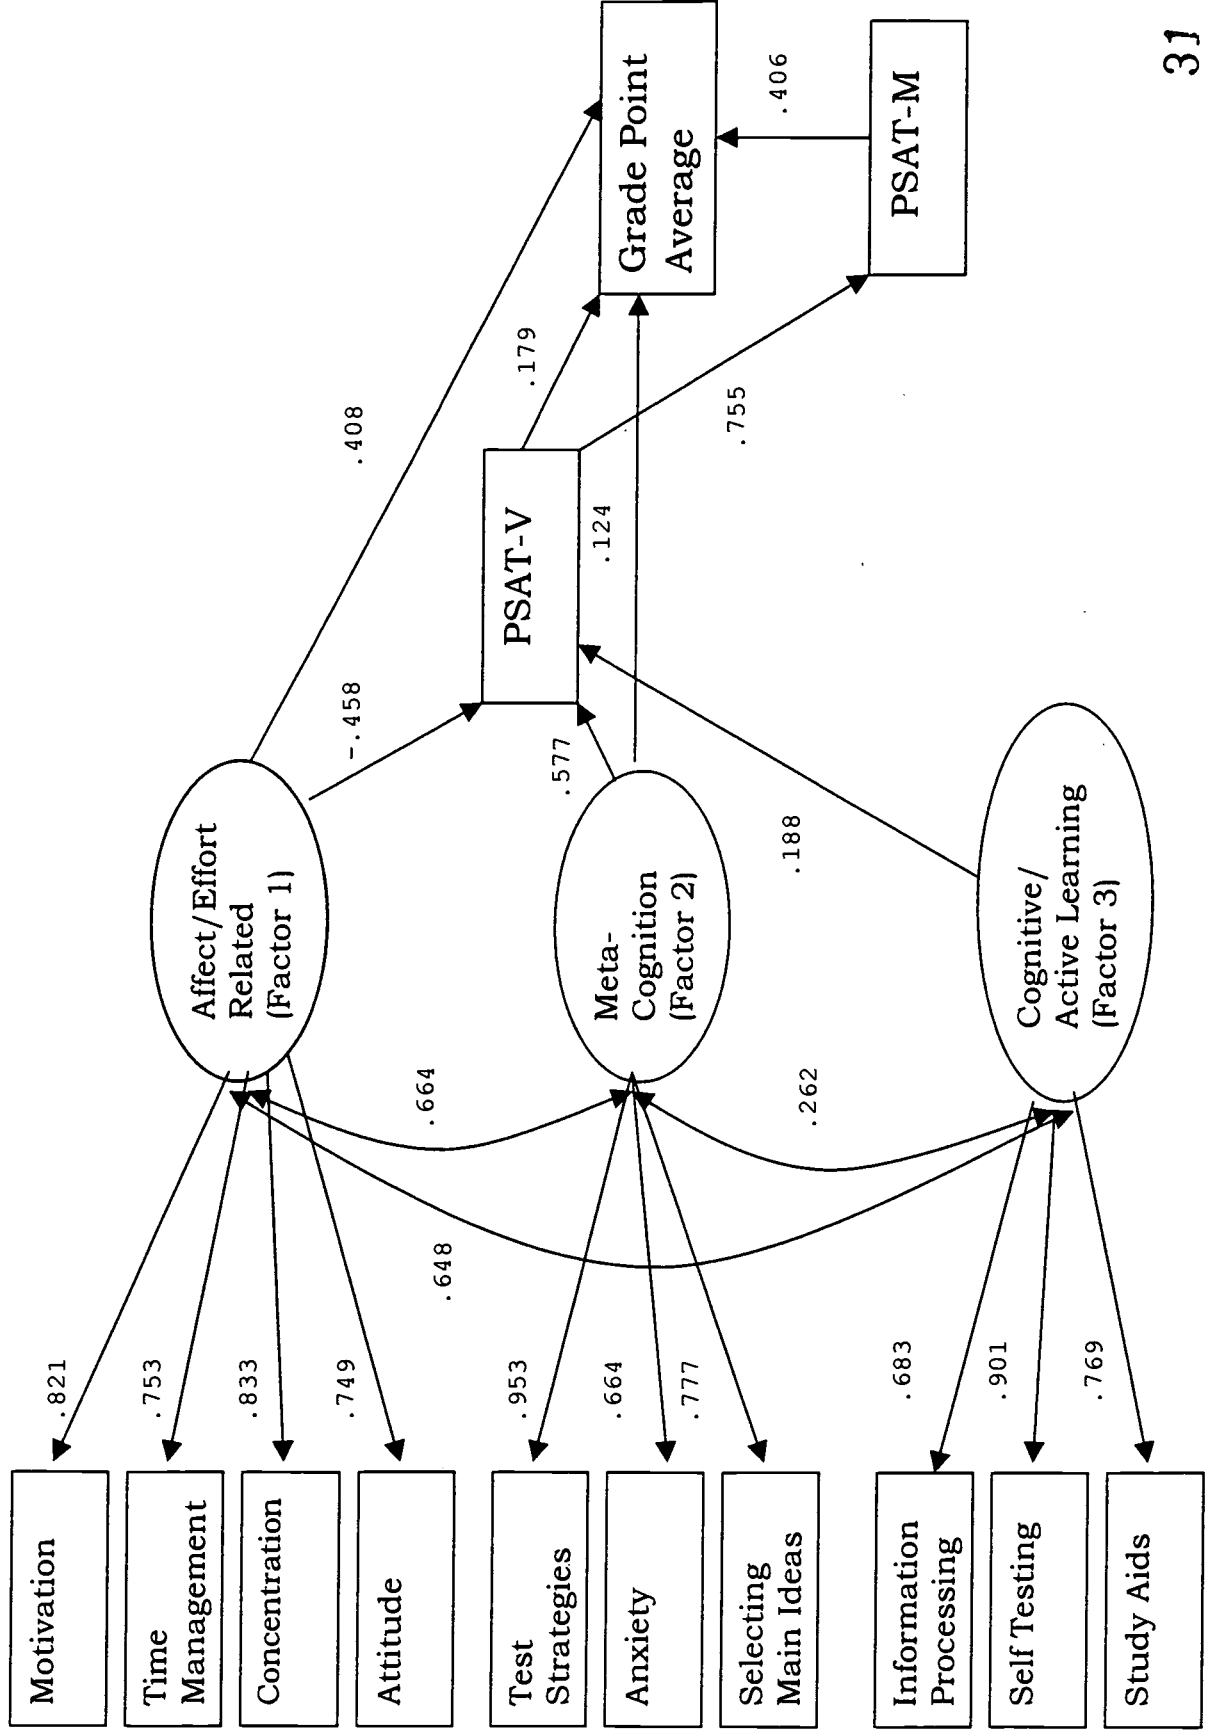 Motivation
Time
Management
Concentration
Attitude
Test
Strategies
Anxiety
Selecting
Main Ideas
Information
Processing
Self Testing
Study Aids
.821
.753
.833
.749
.953
.664
.777
.683
.901
.769
.648
.664
.262
Affect/Effort
Related
(Factor 1)
Meta-
Cognition
(Factor 2)
Cognitive/
Active Learning
(Factor 3)
-.458
.577
.188
PSAT-V
.408
.124
.179
.755
Grade Point
Average
.406
PSAT-M
31